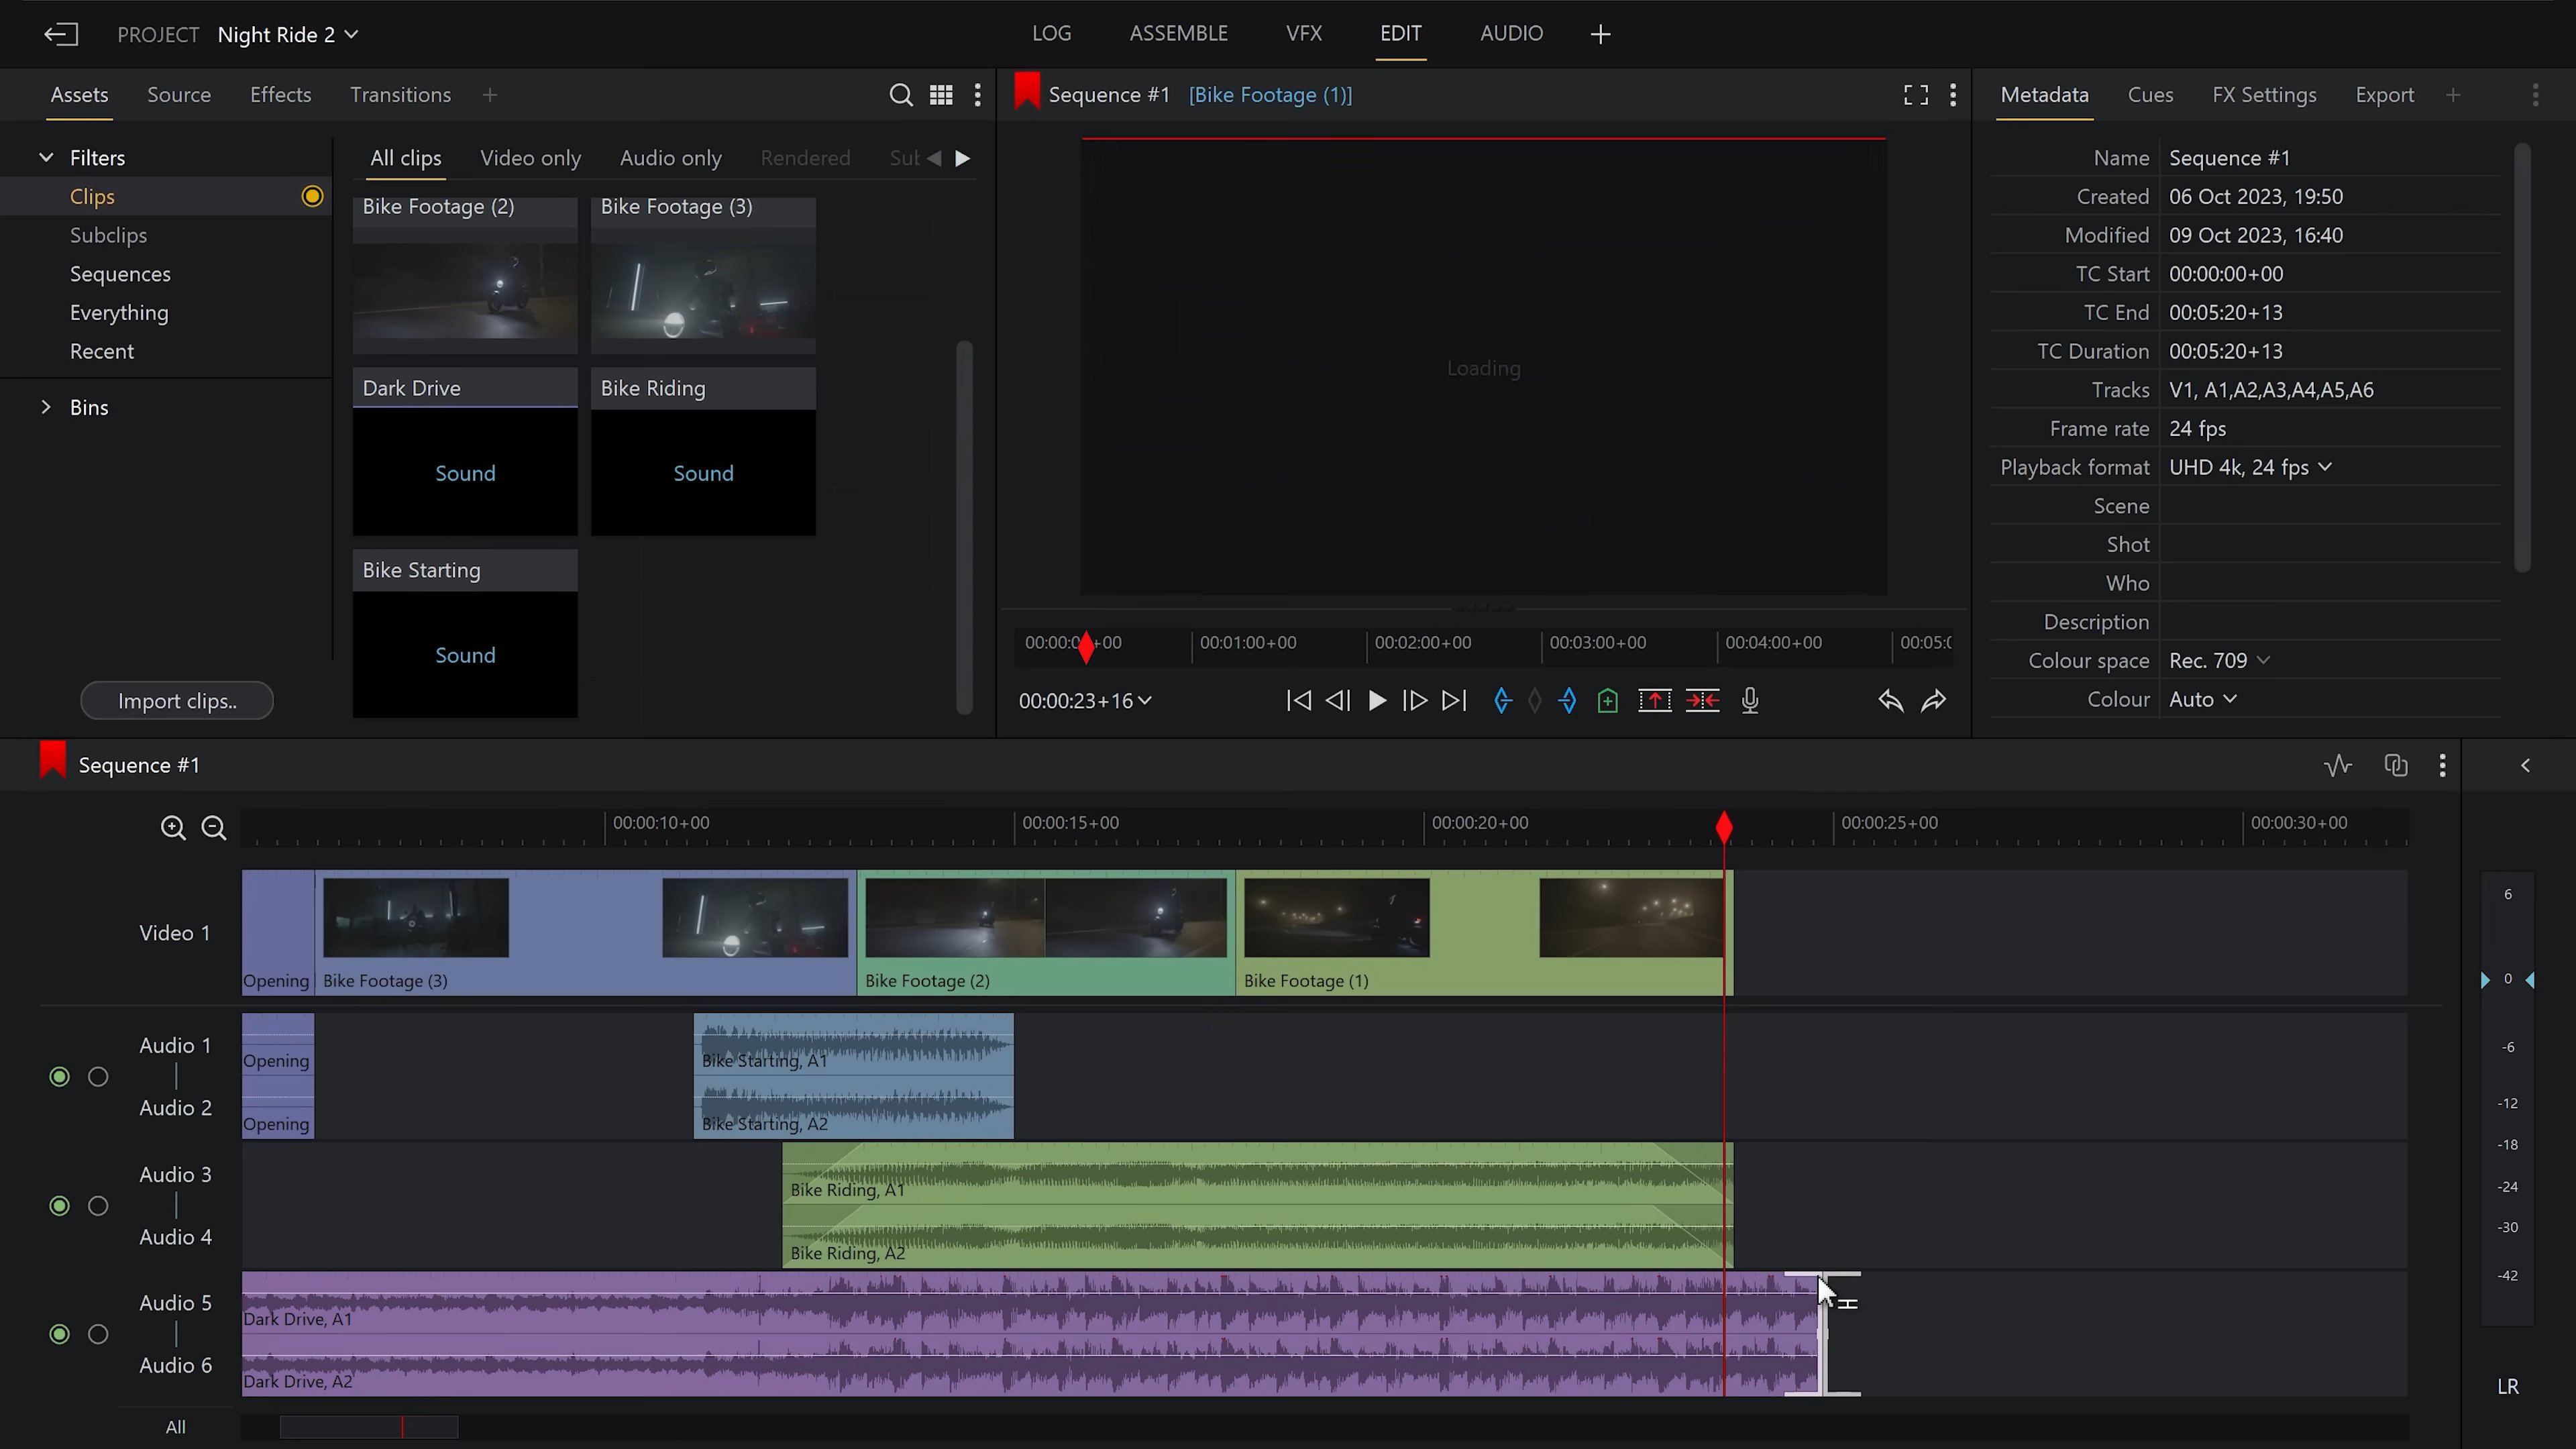 PROJECT Night Ride 2
LOG ASSEMBLE VFX EDIT AUDIO +
Assets Source Effects Transitions +
Filters
Clips
Subclips
Sequences
Everything
Recent
Bins
Import clips..
All clips Video only Audio only Rendered
Bike Footage (2) Bike Footage (3)
Dark Drive Bike Riding
Sound Sound
Bike Starting
Sound
Sequence #1 [Bike Footage (1)]
Loading
00:01:00+00 00:02:00+00 00:03:00+00 00:04:00+00
00:00:23+16
Metadata Cues FX Settings Export +
Name Sequence #1
Created 06 Oct 2023, 19:50
Modified 09 Oct 2023, 16:40
TC Start 00:00:00+00
TC End 00:05:20+13
TC Duration 00:05:20+13
Tracks V1, A1,A2,A3,A4,A5,A6
Frame rate 24 fps
Playback format UHD 4k, 24 fps
Scene
Shot
Who
Description
Colour space Rec. 709
Colour Auto
Sequence #1
00:00:10+00 00:00:15+00 00:00:20+00 00:00:25+00 00:00:30+00
Video 1
Opening Bike Footage (3) Bike Footage (2) Bike Footage (1)
Audio 1
Opening Bike Starting, A1
Audio 2
Opening Bike Starting, A2
Audio 3
Bike Riding, A1
Audio 4
Bike Riding, A2
Audio 5
Dark Drive, A1
Audio 6
Dark Drive, A2
All
6
0
-6
-12
-18
-24
-30
-42
LR